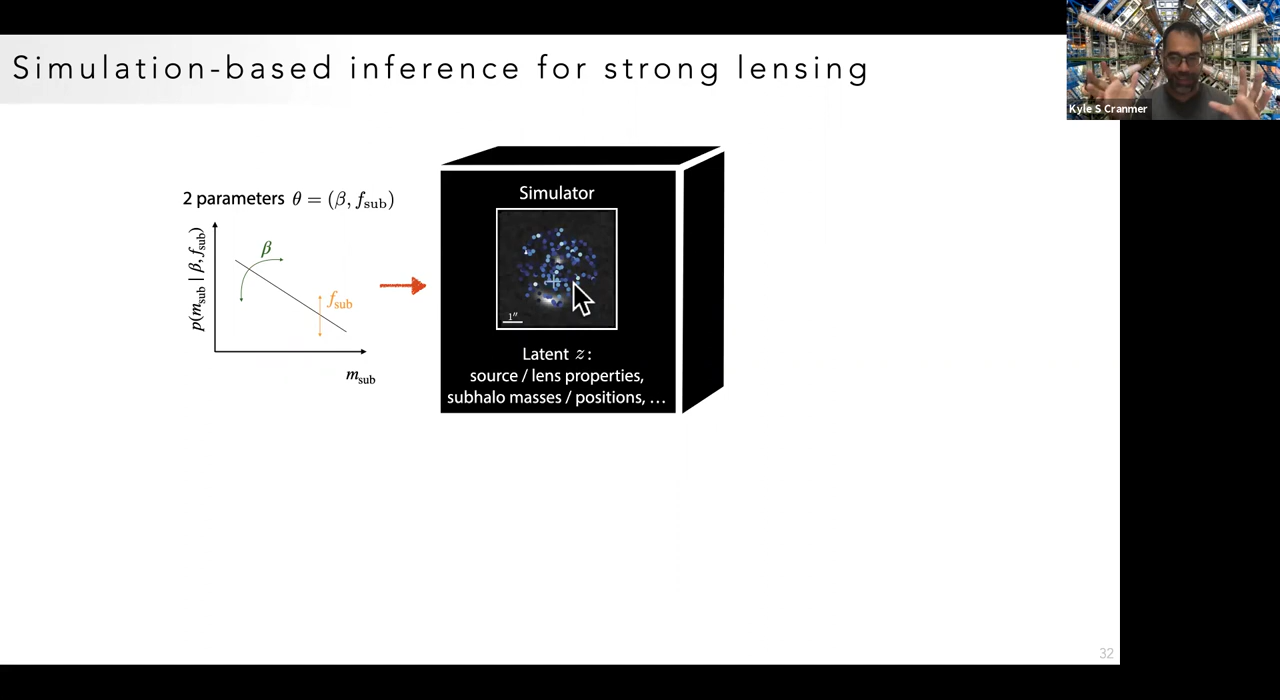 Simulation-based inference for strong lensing
Kyle S Cranmer
2 parameters θ = (β, f_sub)
Simulator
p(m_sub | β, f_sub)
β
f_sub
m_sub
1″
Latent z:
source / lens properties,
subhalo masses / positions, …
32